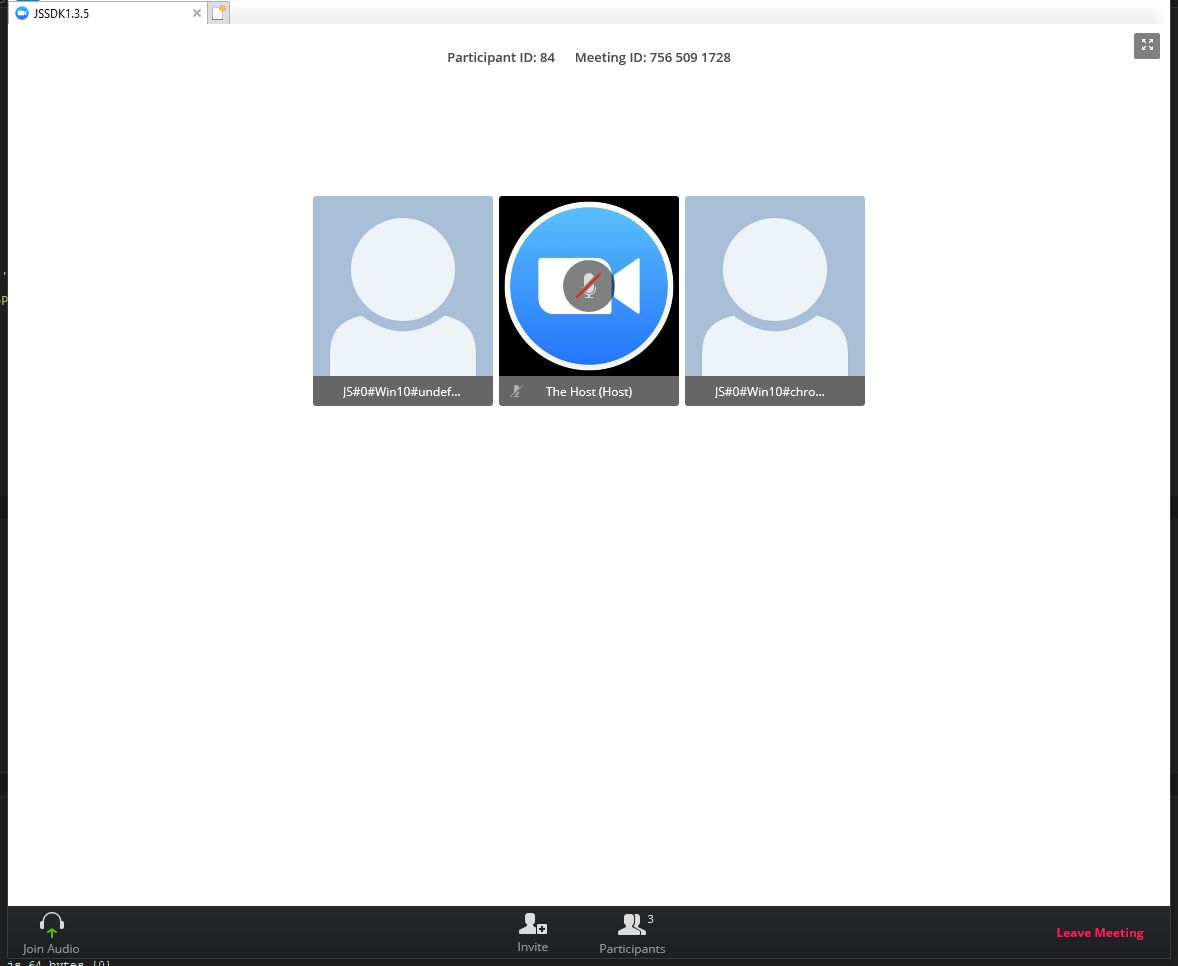 JSSDK1.3.5
Participant ID: 84 Meeting ID: 756 509 1728
JS#0#Win10#undef...
The Host (Host)
JS#0#Win10#chro...
Join Audio
Invite
3
Participants
Leave Meeting
is 64 bytes [0]